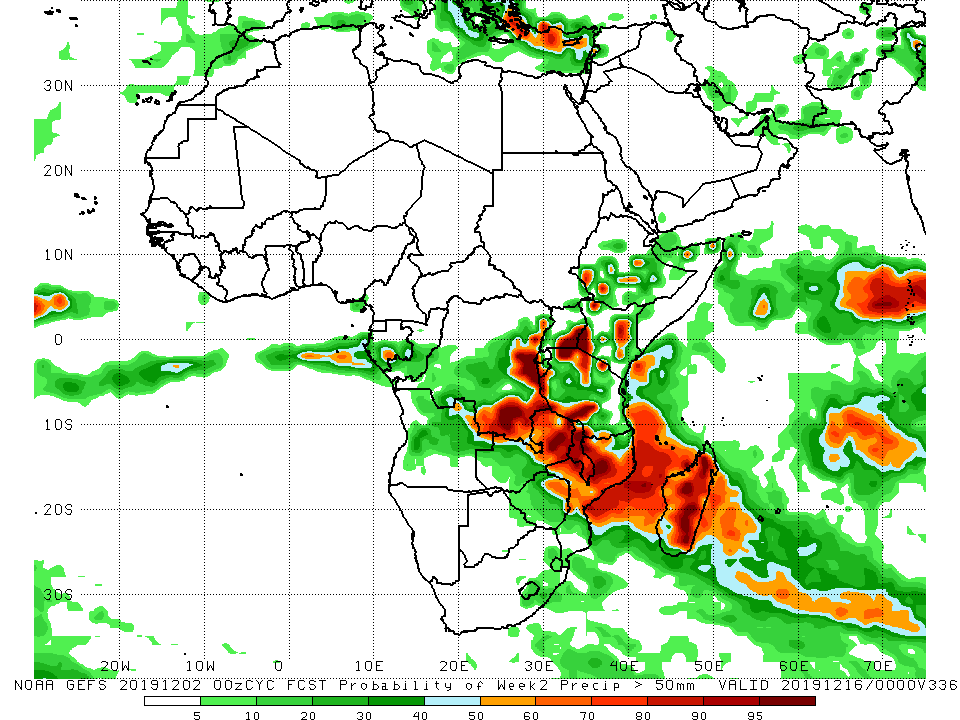 30N
20N
10N
0
10S
20S
30S
20W 10W 0 10E 20E 30E 40E 50E 60E 70E
NOAA GEFS 20191202 00zCYC FCST Probability of Week2 Precip > 50mm VALID 20191216/0000V336
5 10 20 30 40 50 60 70 80 90 95